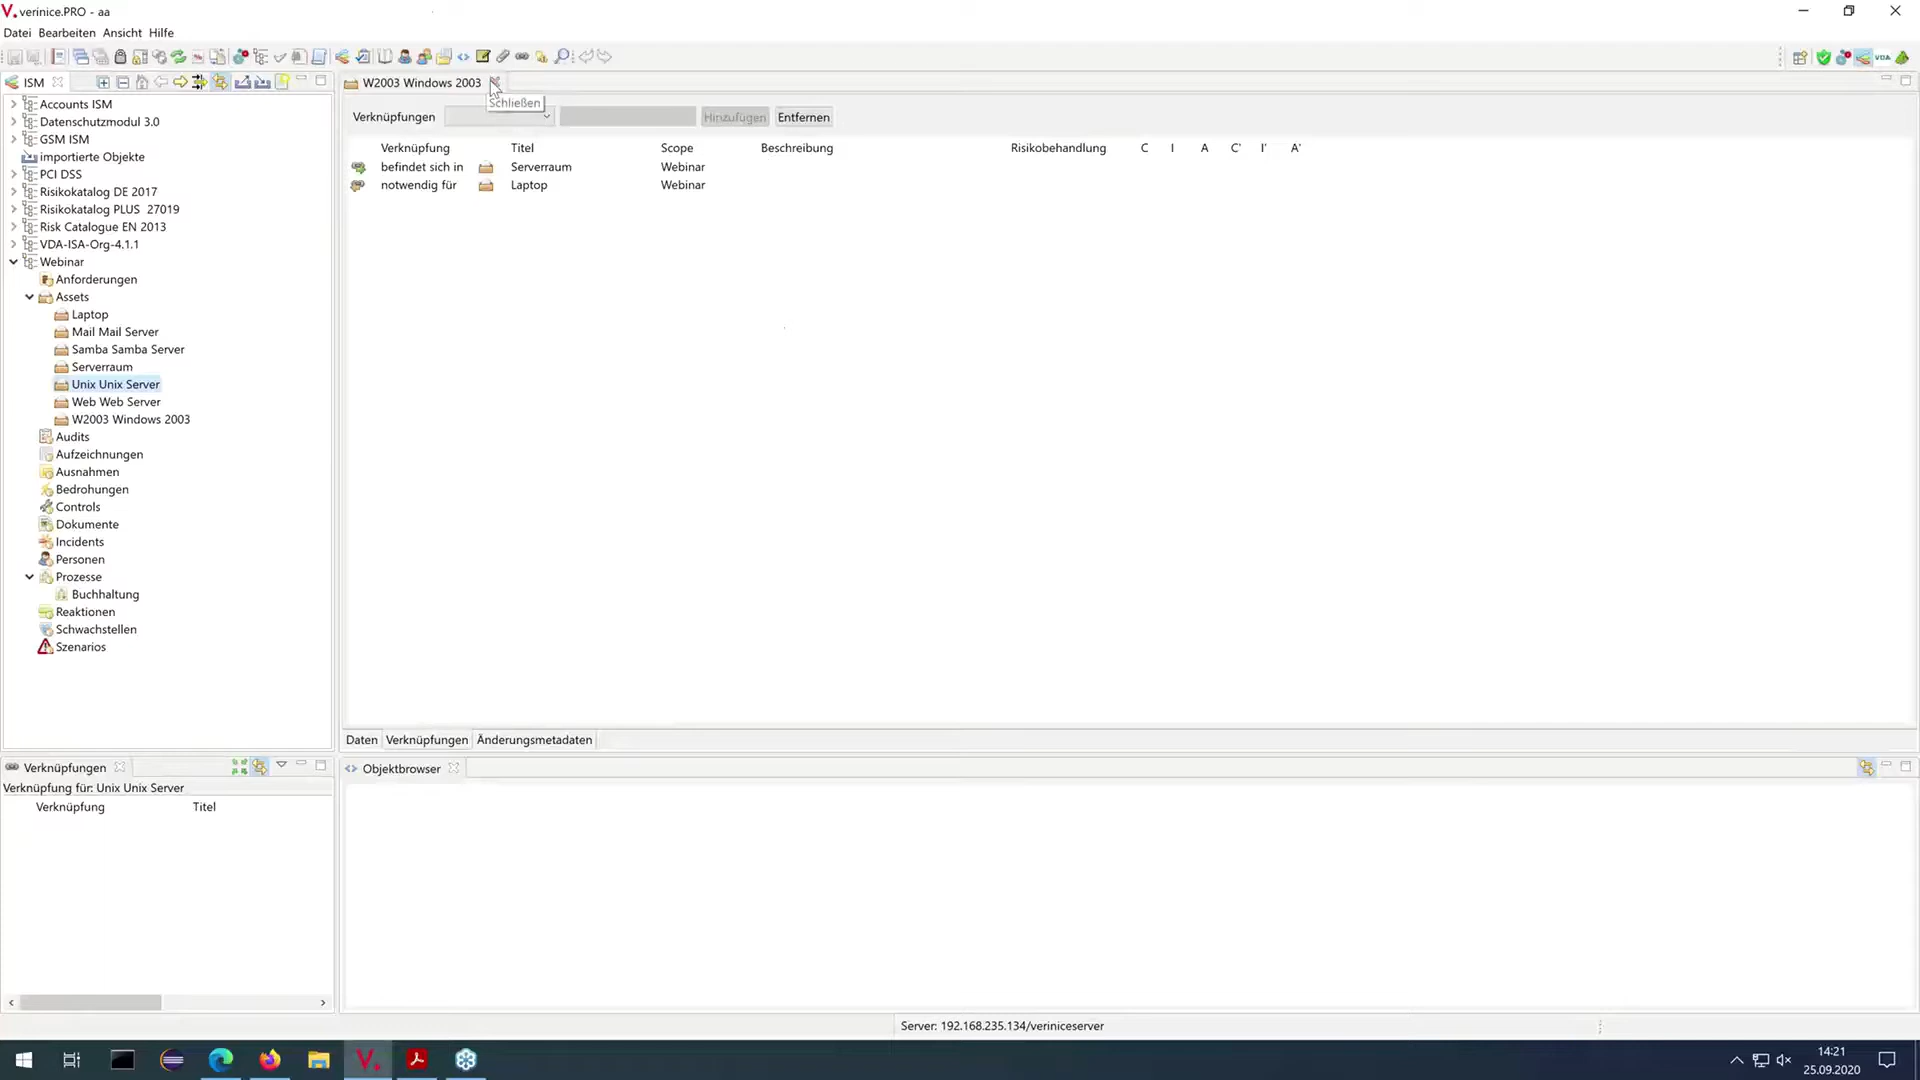 verinice.PRO - aa
Datei Bearbeiten Ansicht Hilfe
VDA
ISM
W2003 Windows 2003
Schließen
Accounts ISM
Datenschutzmodul 3.0
GSM ISM
importierte Objekte
PCI DSS
Risikokatalog DE 2017
Risikokatalog PLUS 27019
Risk Catalogue EN 2013
VDA-ISA-Org-4.1.1
Webinar
Anforderungen
Assets
Laptop
Mail Mail Server
Samba Samba Server
Serverraum
Unix Unix Server
Web Web Server
W2003 Windows 2003
Audits
Aufzeichnungen
Ausnahmen
Bedrohungen
Controls
Dokumente
Incidents
Personen
Prozesse
Buchhaltung
Reaktionen
Schwachstellen
Szenarios
Verknüpfungen Hinzufügen Entfernen
Verknüpfung Titel Scope Beschreibung Risikobehandlung C I A C' I' A'
befindet sich in Serverraum Webinar
notwendig für Laptop Webinar
Daten Verknüpfungen Änderungsmetadaten
Verknüpfungen
Verknüpfung für: Unix Unix Server
Verknüpfung Titel
Objektbrowser
Server: 192.168.235.134/veriniceserver
14:21
25.09.2020